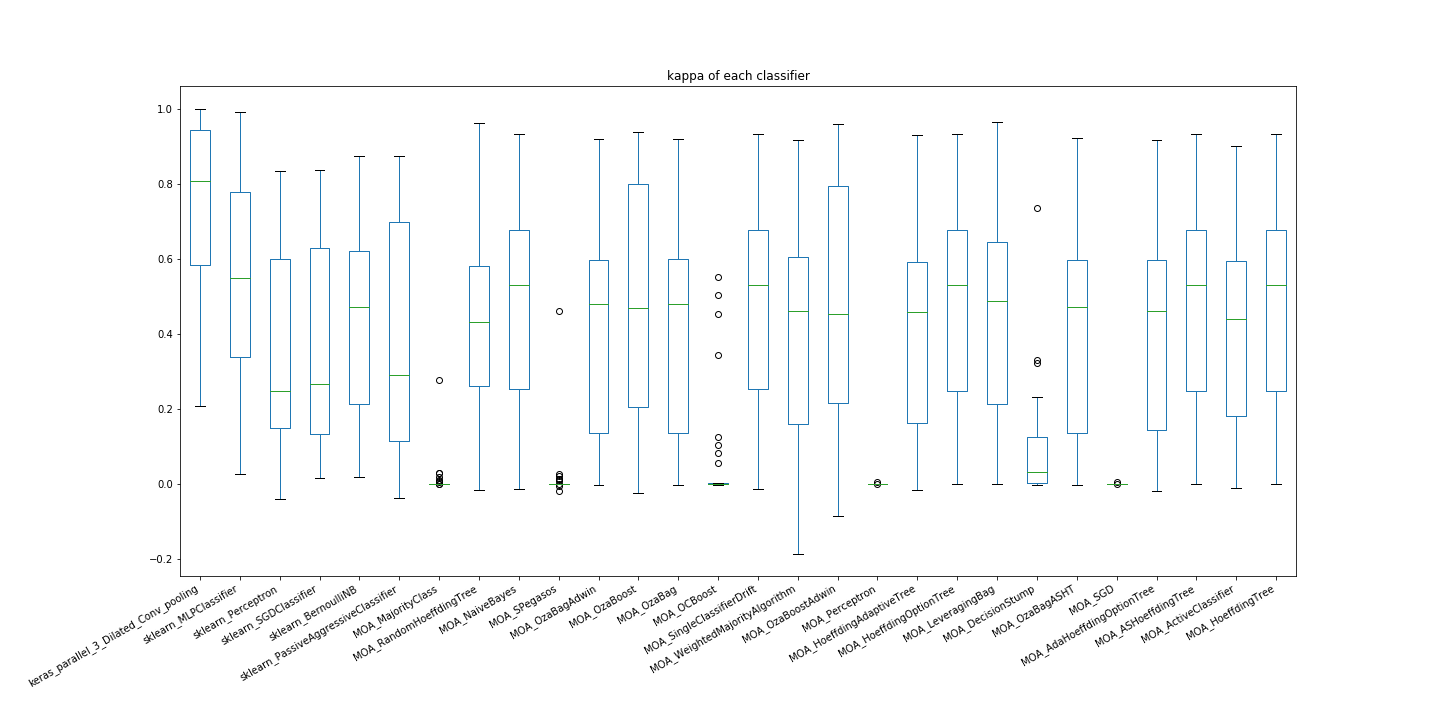 kappa of each classifier
1.0
0.8
0.6
0.4
0.2
0.0
−0.2
keras_parallel_3_Dilated_Conv_pooling
sklearn_MLPClassifier
sklearn_Perceptron
sklearn_SGDClassifier
sklearn_BernoulliNB
sklearn_PassiveAggressiveClassifier
MOA_MajorityClass
MOA_RandomHoeffdingTree
MOA_NaiveBayes
MOA_SPegasos
MOA_OzaBagAdwin
MOA_OzaBoost
MOA_OzaBag
MOA_OCBoost
MOA_SingleClassifierDrift
MOA_WeightedMajorityAlgorithm
MOA_OzaBoostAdwin
MOA_Perceptron
MOA_HoeffdingAdaptiveTree
MOA_HoeffdingOptionTree
MOA_LeveragingBag
MOA_DecisionStump
MOA_OzaBagASHT
MOA_SGD
MOA_AdaHoeffdingOptionTree
MOA_ASHoeffdingTree
MOA_ActiveClassifier
MOA_HoeffdingTree